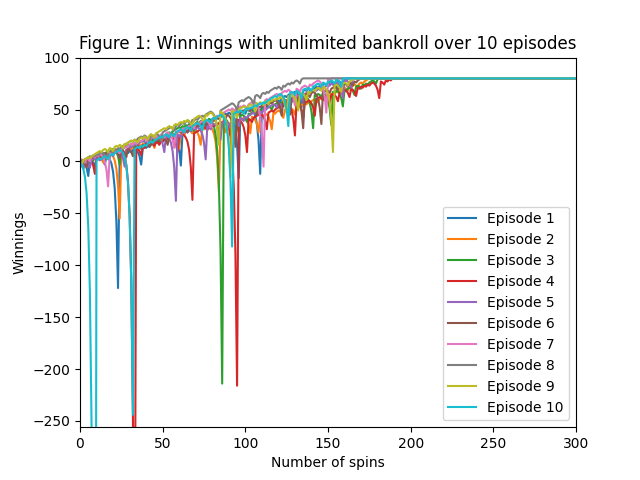 Figure 1: Winnings with unlimited bankroll over 10 episodes
100
50
0
−50
−100
−150
−200
−250
Winnings
0 50 100 150 200 250 300
Number of spins
Episode 1
Episode 2
Episode 3
Episode 4
Episode 5
Episode 6
Episode 7
Episode 8
Episode 9
Episode 10